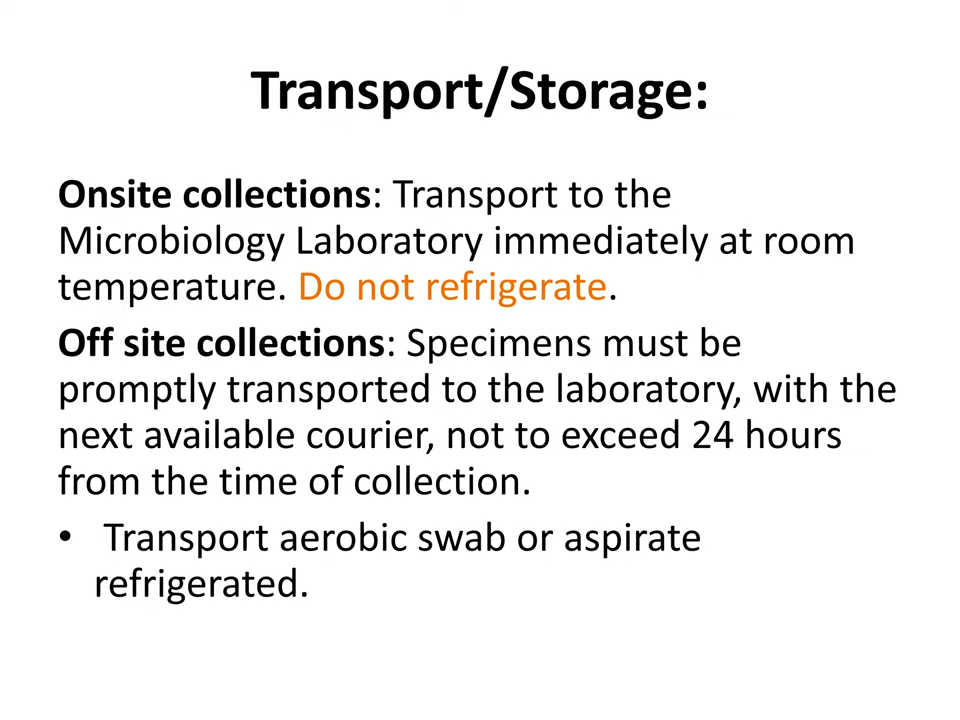 Transport/Storage:
Onsite collections: Transport to the
Microbiology Laboratory immediately at room
temperature. Do not refrigerate.
Off site collections: Specimens must be
promptly transported to the laboratory, with the
next available courier, not to exceed 24 hours
from the time of collection.
• Transport aerobic swab or aspirate
refrigerated.